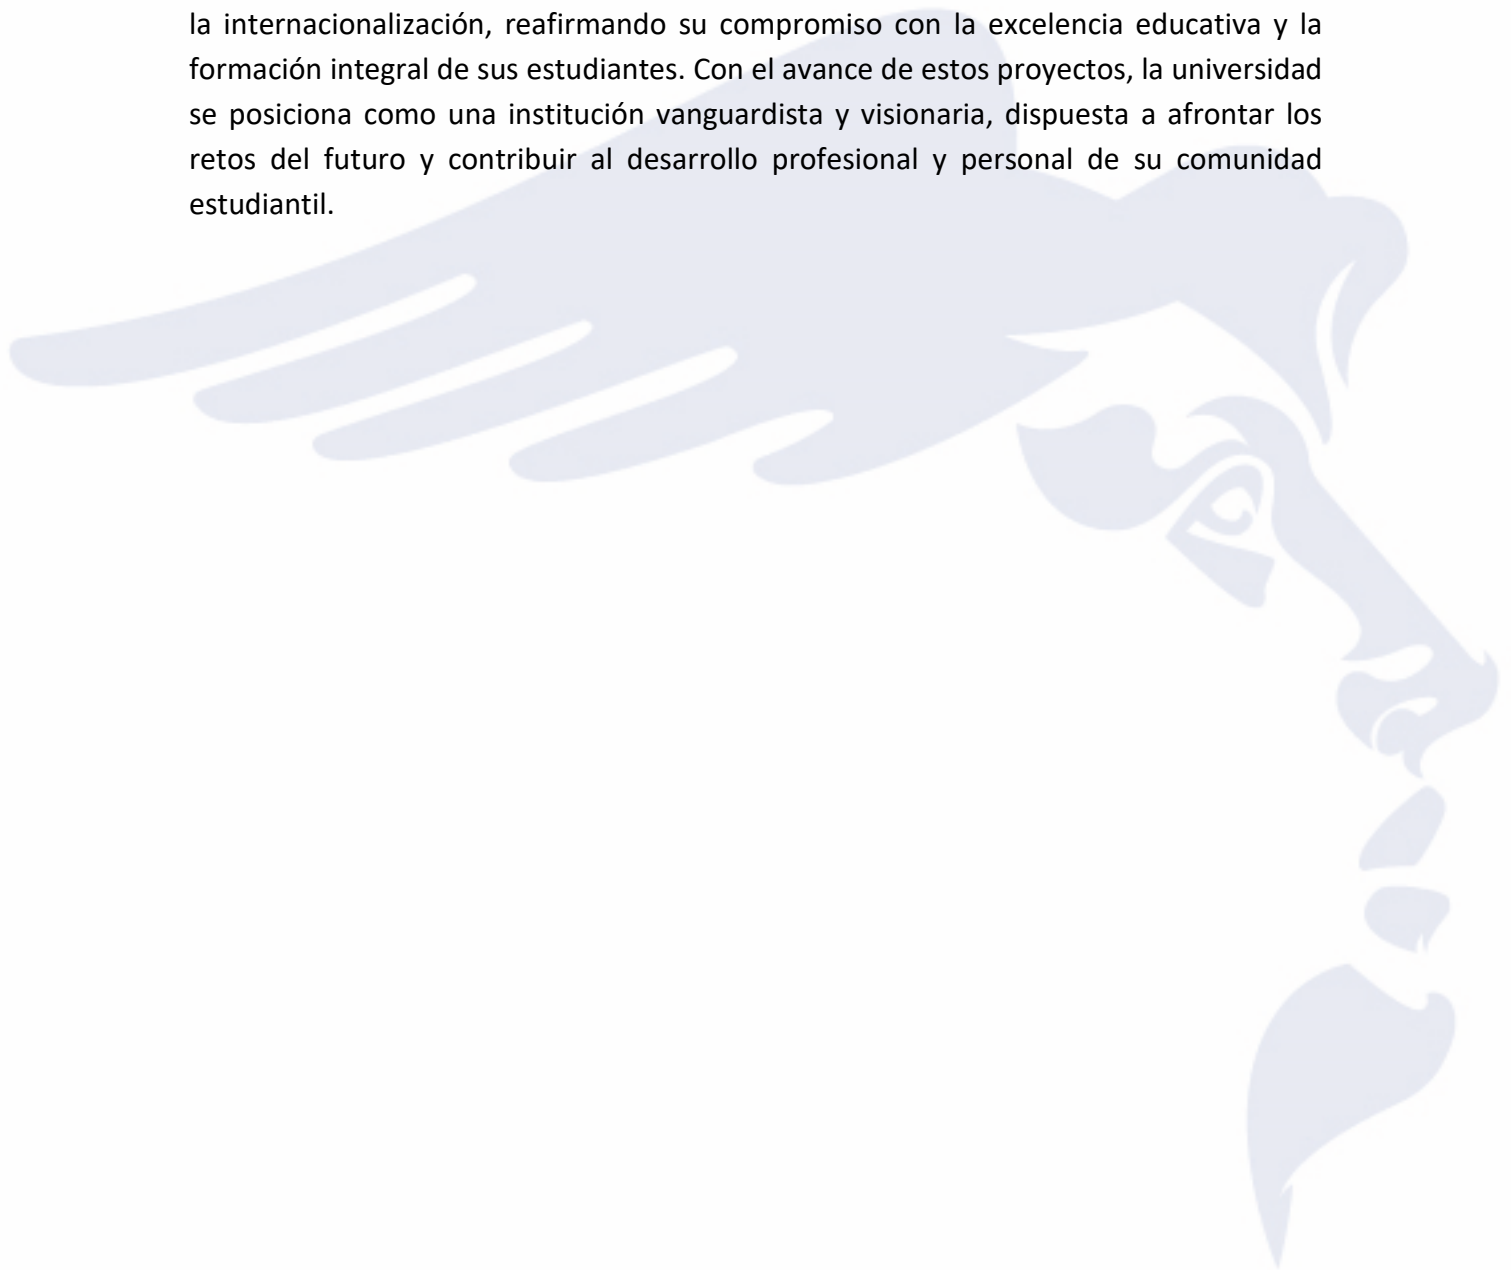 la internacionalización, reafirmando su compromiso con la excelencia educativa y la
formación integral de sus estudiantes. Con el avance de estos proyectos, la universidad
se posiciona como una institución vanguardista y visionaria, dispuesta a afrontar los
retos del futuro y contribuir al desarrollo profesional y personal de su comunidad
estudiantil.